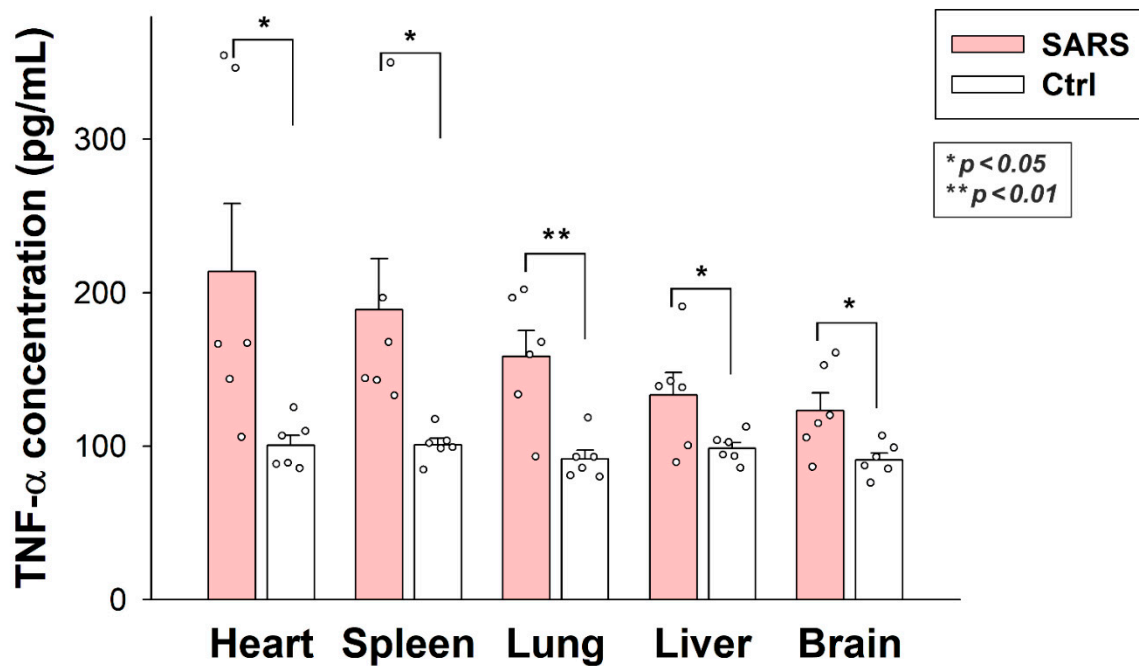 TNF-α concentration (pg/mL)
300
200
100
0
*
*
**
*
*
SARS
Ctrl
* p < 0.05
** p < 0.01
Heart Spleen Lung Liver Brain